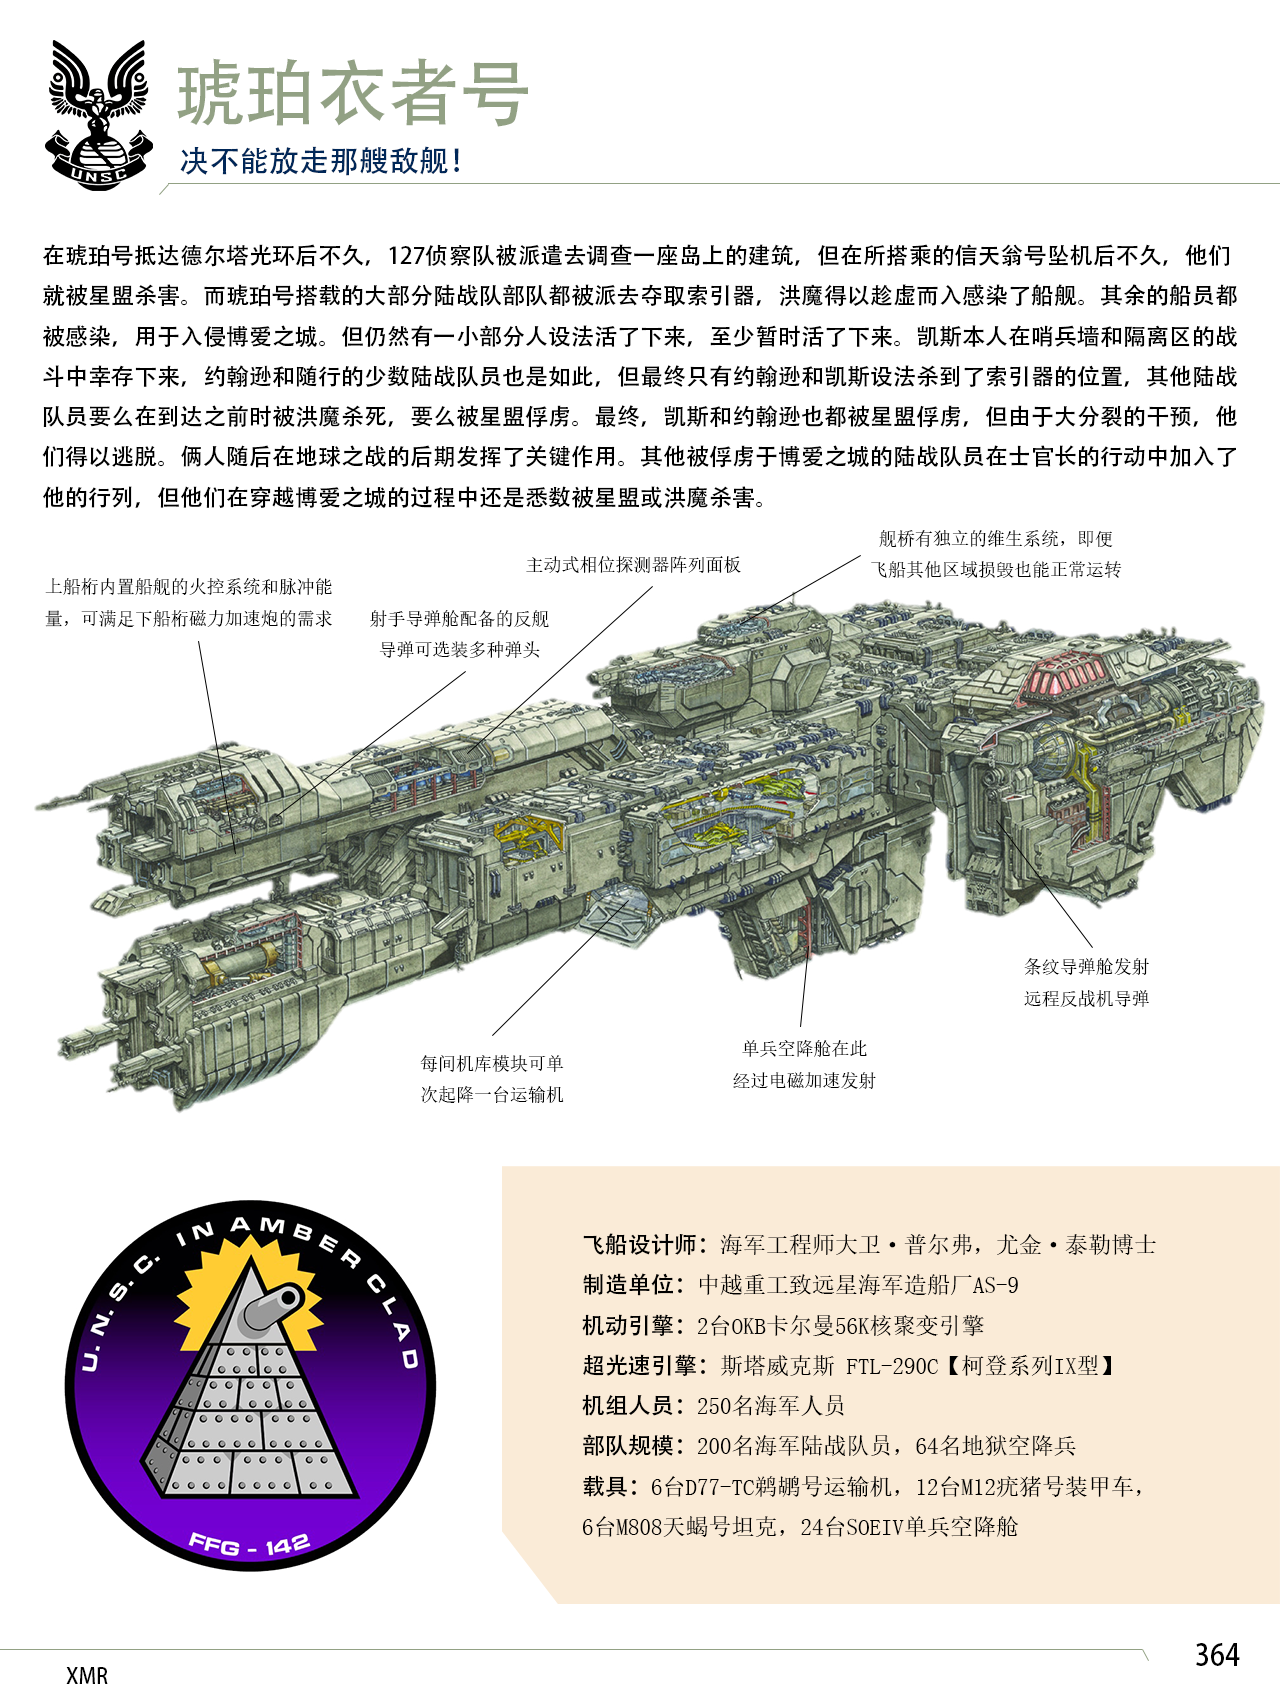 UNSC
琥珀衣者号
决不能放走那艘敌舰！
在琥珀号抵达德尔塔光环后不久，127侦察队被派遣去调查一座岛上的建筑，但在所搭乘的信天翁号坠机后不久，他们
就被星盟杀害。而琥珀号搭载的大部分陆战队部队都被派去夺取索引器，洪魔得以趁虚而入感染了船舰。其余的船员都
被感染，用于入侵博爱之城。但仍然有一小部分人设法活了下来，至少暂时活了下来。凯斯本人在哨兵墙和隔离区的战
斗中幸存下来，约翰逊和随行的少数陆战队员也是如此，但最终只有约翰逊和凯斯设法杀到了索引器的位置，其他陆战
队员要么在到达之前时被洪魔杀死，要么被星盟俘虏。最终，凯斯和约翰逊也都被星盟俘虏，但由于大分裂的干预，他
们得以逃脱。俩人随后在地球之战的后期发挥了关键作用。其他被俘虏于博爱之城的陆战队员在士官长的行动中加入了
他的行列，但他们在穿越博爱之城的过程中还是悉数被星盟或洪魔杀害。
舰桥有独立的维生系统，即便
飞船其他区域损毁也能正常运转
主动式相位探测器阵列面板
上船桁内置船舰的火控系统和脉冲能
量，可满足下船桁磁力加速炮的需求
射手导弹舱配备的反舰
导弹可选装多种弹头
条纹导弹舱发射
远程反战机导弹
单兵空降舱在此
经过电磁加速发射
每间机库模块可单
次起降一台运输机
U.N.S.C. IN AMBER CLAD
FFG - 142
飞船设计师：海军工程师大卫·普尔弗，尤金·泰勒博士
制造单位：中越重工致远星海军造船厂AS-9
机动引擎：2台OKB卡尔曼56K核聚变引擎
超光速引擎：斯塔威克斯 FTL-290C【柯登系列IX型】
机组人员：250名海军人员
部队规模：200名海军陆战队员，64名地狱空降兵
载具：6台D77-TC鹈鹕号运输机，12台M12疣猪号装甲车，
6台M808天蝎号坦克，24台SOEIV单兵空降舱
364
XMR